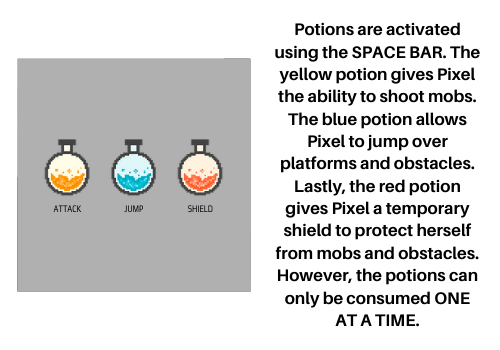 ATTACK JUMP SHIELD
Potions are activated
using the SPACE BAR. The
yellow potion gives Pixel
the ability to shoot mobs.
The blue potion allows
Pixel to jump over
platforms and obstacles.
Lastly, the red potion
gives Pixel a temporary
shield to protect herself
from mobs and obstacles.
However, the potions can
only be consumed ONE
AT A TIME.